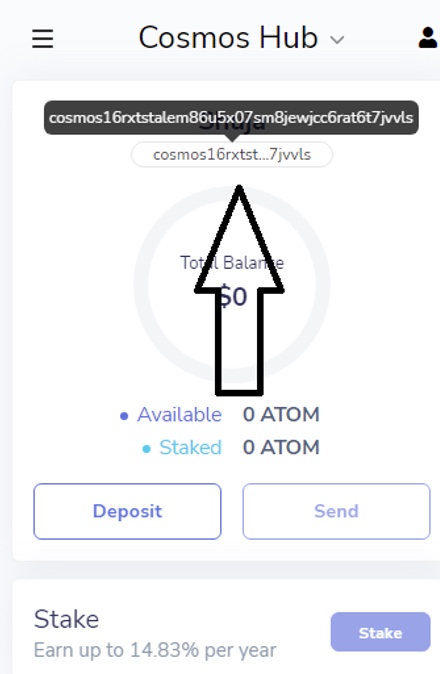 Cosmos Hub
cosmos16rxtstalem86u5x07sm8jewjcc6rat6t7jvvls
Shuja
cosmos16rxtst...7jvvls
Total Balance
$0
Available 0 ATOM
Staked 0 ATOM
Deposit Send
Stake
Stake
Earn up to 14.83% per year